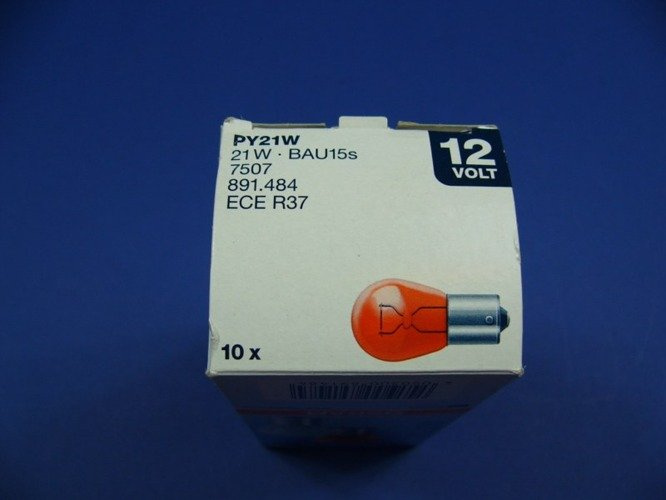 PY21W
21W · BAU15s
7507
891.484
ECE R37
12
VOLT
10 x